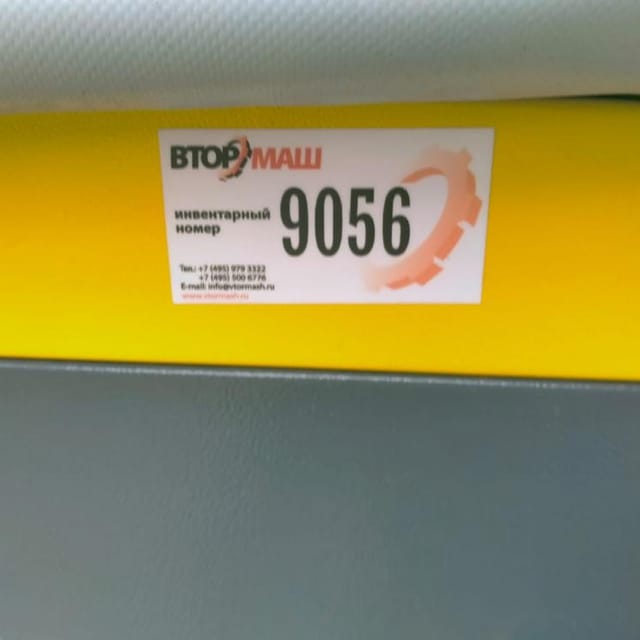 ВТОРМАШ
инвентарный
номер
9056
Тел.: +7 (495) 979 3322
+7 (495) 500 6776
E-mail: info@vtormash.ru
www.vtormash.ru